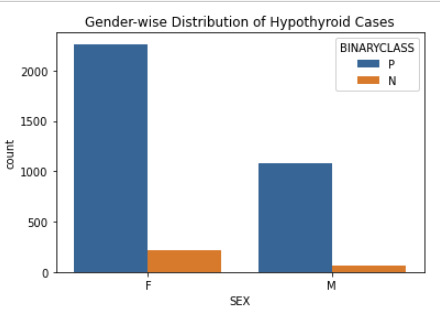 Gender-wise Distribution of Hypothyroid Cases
BINARYCLASS
P
N
2000
1500
1000
500
0
count
F
M
SEX